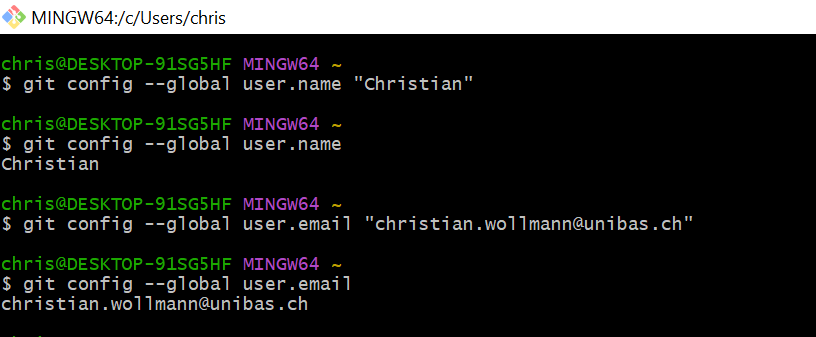 MINGW64:/c/Users/chris
chris@DESKTOP-91SG5HF MINGW64 ~
$ git config --global user.name "Christian"
chris@DESKTOP-91SG5HF MINGW64 ~
$ git config --global user.name
Christian
chris@DESKTOP-91SG5HF MINGW64 ~
$ git config --global user.email "christian.wollmann@unibas.ch"
chris@DESKTOP-91SG5HF MINGW64 ~
$ git config --global user.email
christian.wollmann@unibas.ch